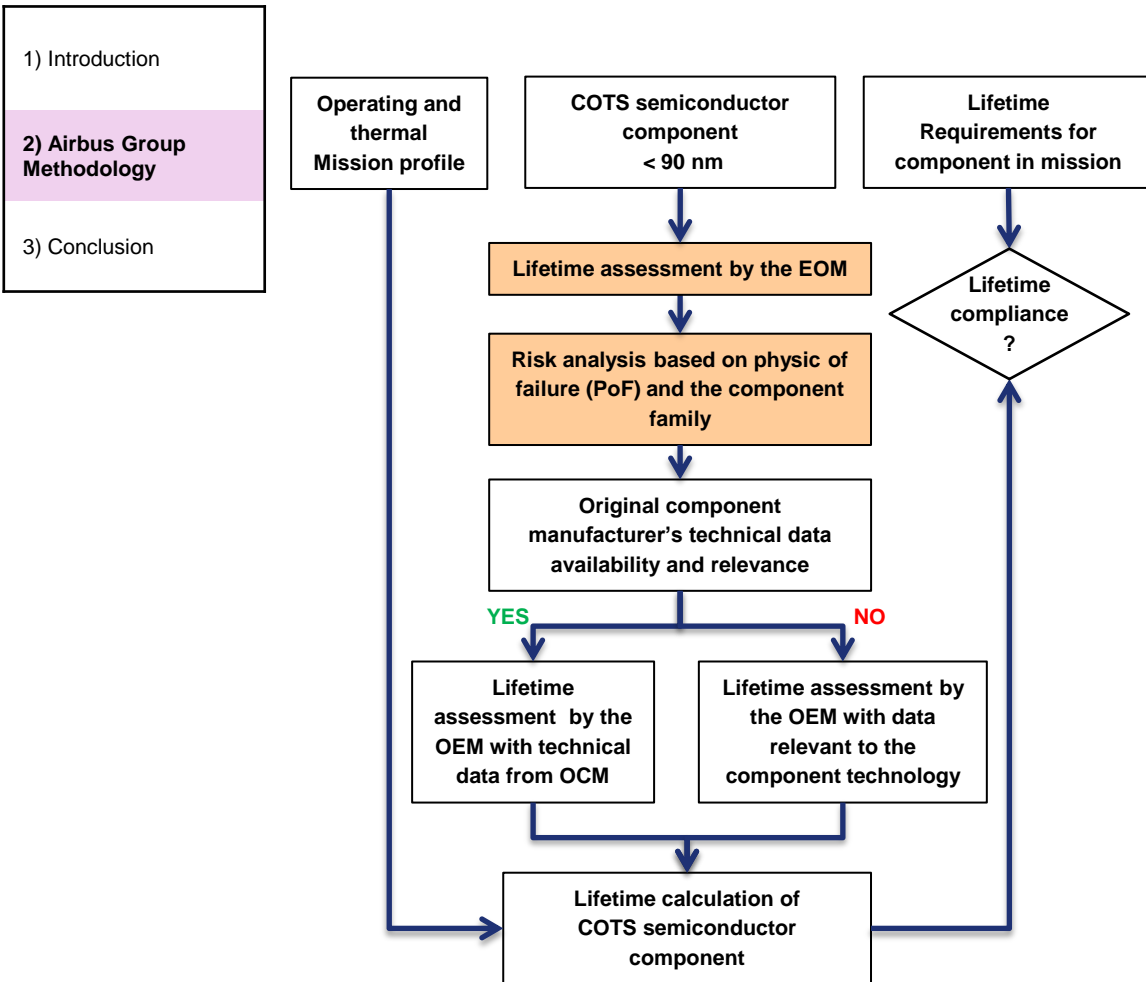 1) Introduction
2) Airbus Group
Methodology
3) Conclusion
Operating and
thermal
Mission profile
COTS semiconductor
component
< 90 nm
Lifetime
Requirements for
component in mission
Lifetime assessment by the EOM
Lifetime
compliance
?
Risk analysis based on physic of
failure (PoF) and the component
family
Original component
manufacturer's technical data
availability and relevance
YES
NO
Lifetime
assessment by the
OEM with technical
data from OCM
Lifetime assessment by
the OEM with data
relevant to the
component technology
Lifetime calculation of
COTS semiconductor
component